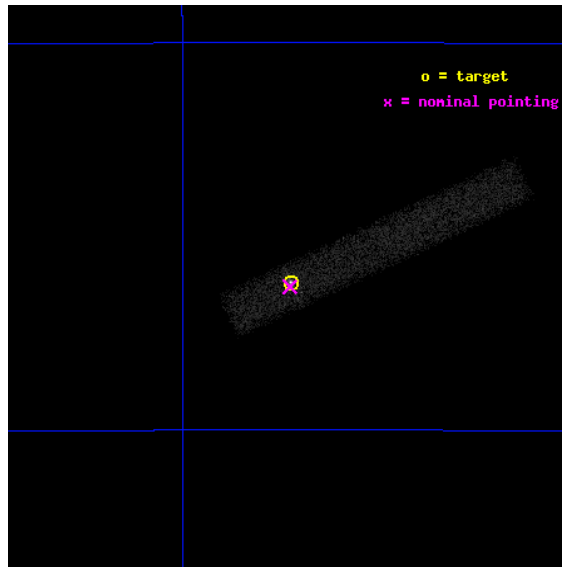 o = target
x = nominal pointing